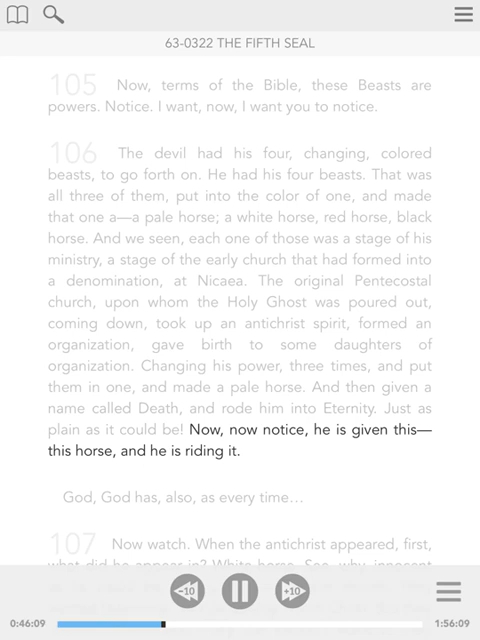 63-0322 THE FIFTH SEAL
105 Now, terms of the Bible, these Beasts are
powers. Notice. I want, now, I want you to notice.
106 The devil had his four, changing, colored
beasts, to go forth on. He had his four beasts. That was
all three of them, put into the color of one, and made
that one a—a pale horse; a white horse, red horse, black
horse. And we seen, each one of those was a stage of his
ministry, a stage of the early church that had formed into
a denomination, at Nicaea. The original Pentecostal
church, upon whom the Holy Ghost was poured out,
coming down, took up an antichrist spirit, formed an
organization, gave birth to some daughters of
organization. Changing his power, three times, and put
them in one, and made a pale horse. And then given a
name called Death, and rode him into Eternity. Just as
plain as it could be! Now, now notice, he is given this—
this horse, and he is riding it.
God, God has, also, as every time…
107 Now watch. When the antichrist appeared, first,
what did he appear in? White horse. See, why, innocent
-10 +10
0:46:09 1:56:09